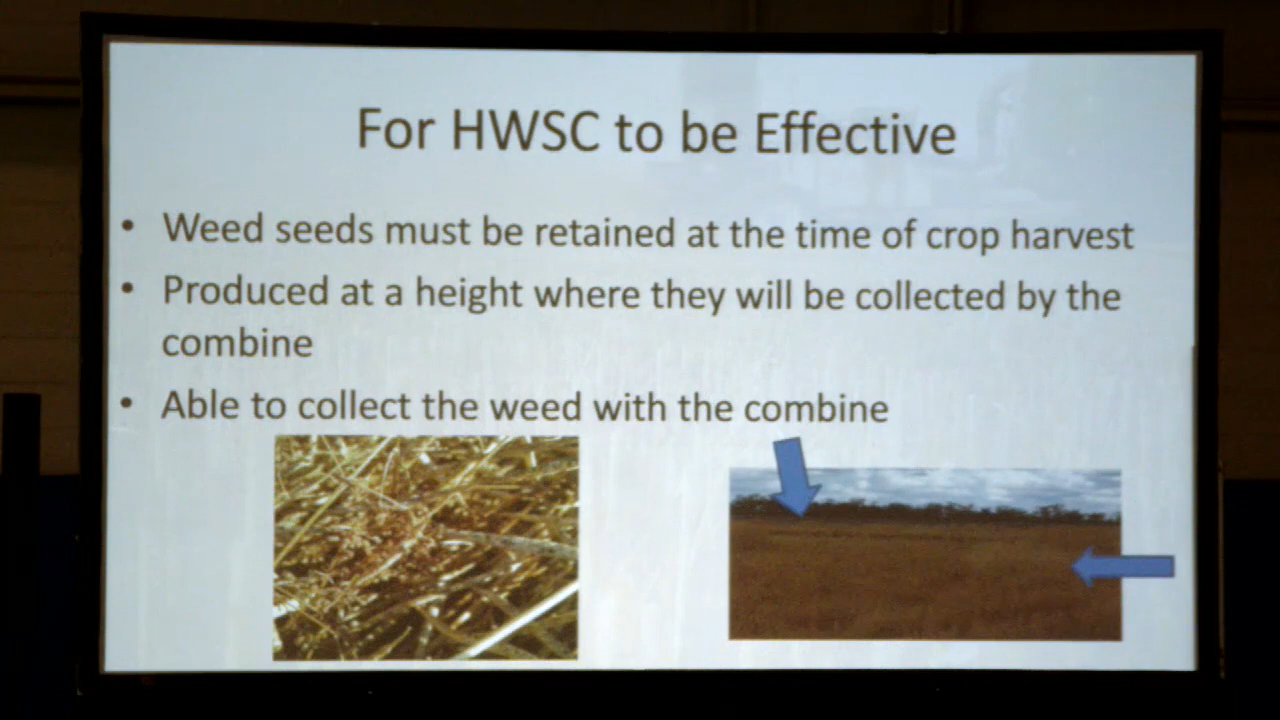 For HWSC to be Effective
• Weed seeds must be retained at the time of crop harvest
• Produced at a height where they will be collected by the
combine
• Able to collect the weed with the combine